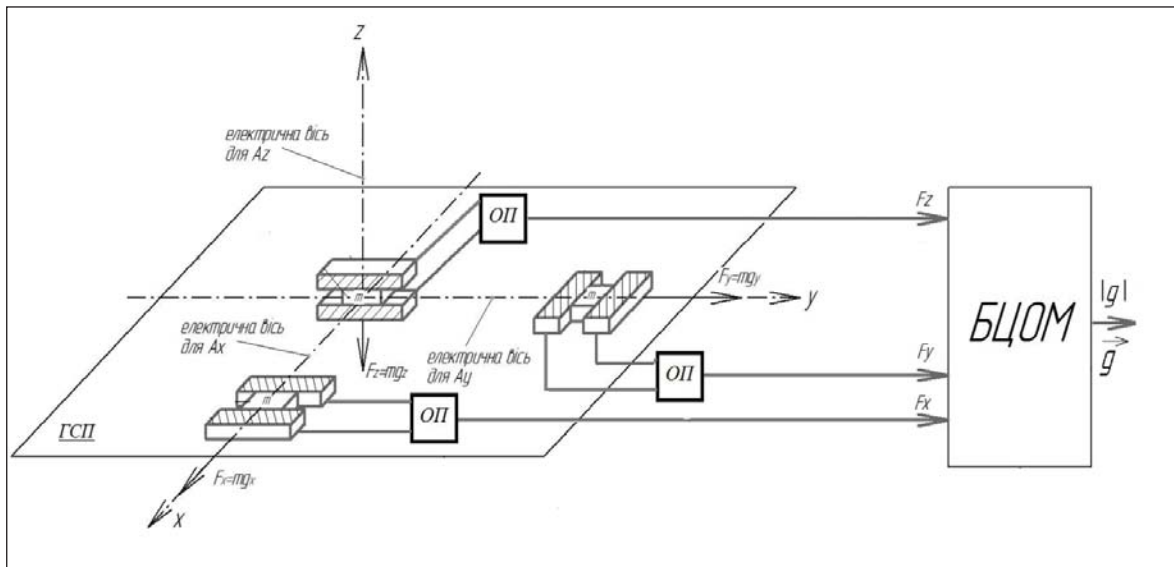 z
електрична вісь
для Az
ОП
Fz
m
Fy=mgy
y
m
|g|
g
БЦОМ
електрична вісь
для Ax
Fz=mgz
електрична вісь
для Ay
ОП
Fy
m
ОП
Fx
ГСП
Fx=mgx
x